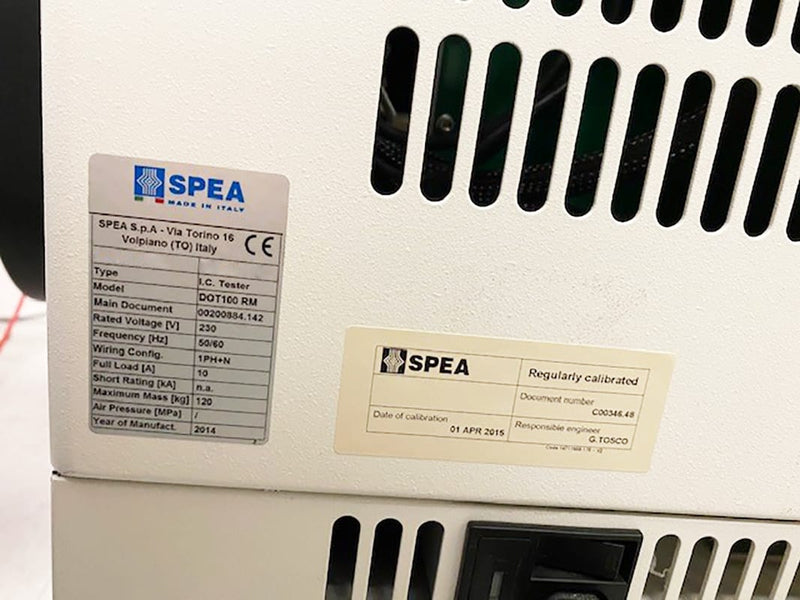 SPEA
MADE IN ITALY
SPEA S.p.A - Via Torino 16
Volpiano (TO) Italy
CE
Type I.C. Tester
Model DOT100 RM
Main Document 00200884.142
Rated Voltage [V] 230
Frequency [Hz] 50/60
Wiring Config. 1PH+N
Full Load [A] 10
Short Rating [kA] n.a.
Maximum Mass [kg] 120
Air Pressure [MPa] /
Year of Manufact. 2014
SPEA
Regularly calibrated
Document number
C00346.48
Date of calibration
01 APR 2015
Responsible engineer
G.TOSCO